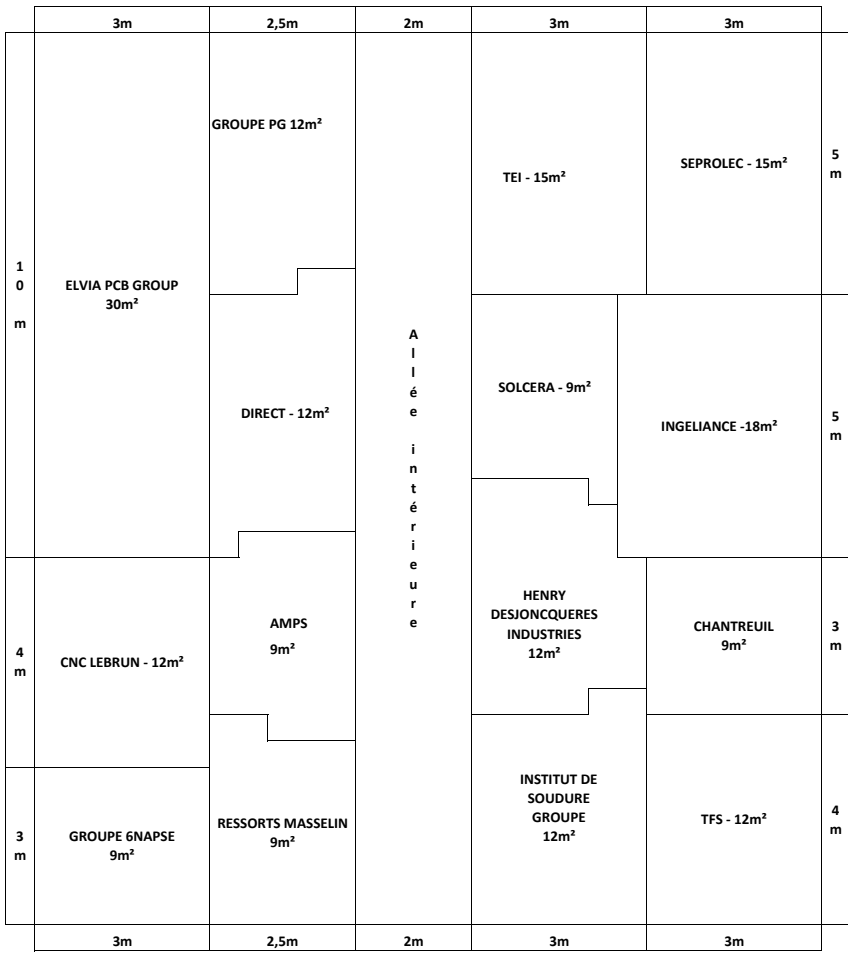 3m 2,5m 2m 3m 3m
GROUPE PG 12m²
TEI - 15m²
SEPROLEC - 15m²
5
m
10
m
ELVIA PCB GROUP
30m²
Allée intérieure
DIRECT - 12m²
SOLCERA - 9m²
INGELIANCE -18m²
5
m
4
m
CNC LEBRUN - 12m²
AMPS
9m²
HENRY
DESJONCQUERES
INDUSTRIES
12m²
CHANTREUIL
9m²
3
m
3
m
GROUPE 6NAPSE
9m²
RESSORTS MASSELIN
9m²
INSTITUT DE
SOUDURE
GROUPE
12m²
TFS - 12m²
4
m
3m 2,5m 2m 3m 3m